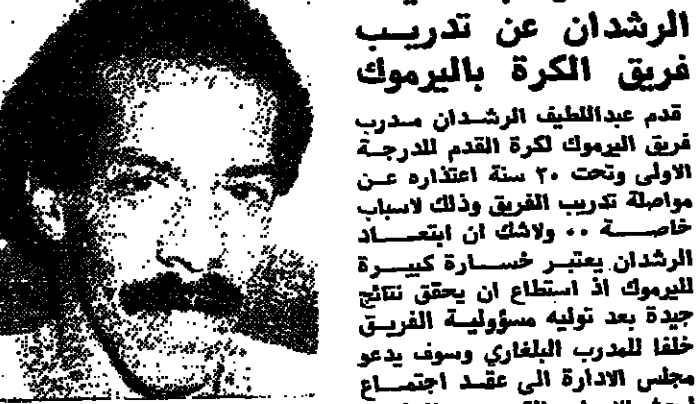 الرشدان عن تدريب
فريق الكرة باليرموك
قدم عبداللطيف الرشدان مدرب
فريق اليرموك لكرة القدم للدرجة
الاولى وتحت ٢٠ سنة اعتذاره عن
مواصلة تدريب الفريق وذلك لاسباب
خاصة ٠٠ ولاشك ان ابتعاد
الرشدان يعتبر خسارة كبيرة
لليرموك اذ استطاع ان يحقق نتائج
جيدة بعد توليه مسؤولية الفريق
خلفا للمدرب البلغاري وسوف يدعو
مجلس الادارة الى عقد اجتماع